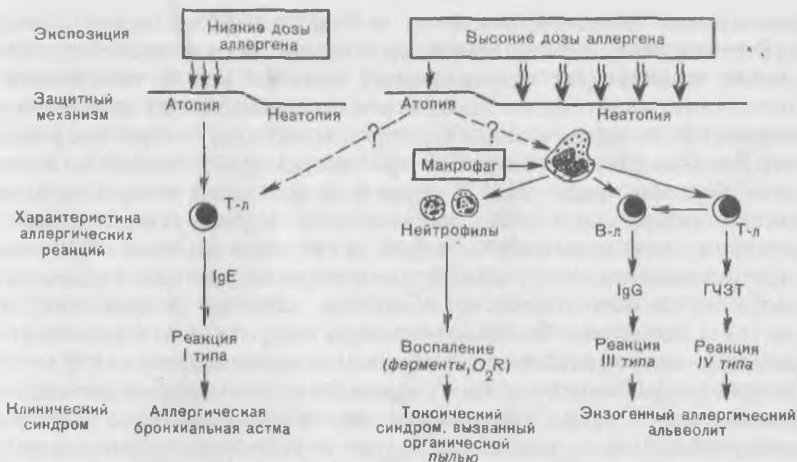 Экспозиция
Низкие дозы
аллергена
Высокие дозы аллергена
Защитный
механизм
Атопия
Неатопия
Атопия
Неатопия
?
?
Макрофаг
Характеристика
аллергических
реакций
Т-л
Нейтрофилы
В-л
Т-л
IgE
IgG
ГЧЗТ
Реакция
I типа
Воспаление
(ферменты, O₂R)
Реакция
III типа
Реакция
IV типа
Клинический
синдром
Аллергическая
бронхиальная астма
Токсический
синдром, вызванный
органической
пылью
Экзогенный аллергический
альвеолит